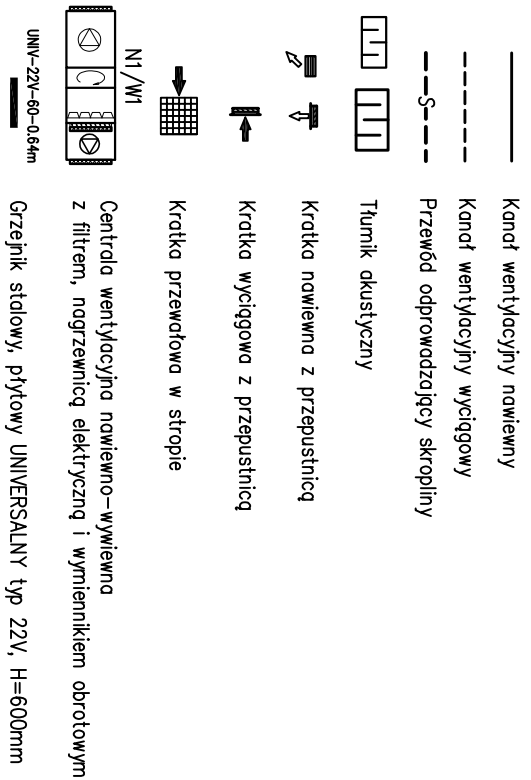 Kanał wentylacyjny nawiewny
Kanał wentylacyjny wyciągowy
S
Przewód odprowadzający skropliny
Tłumik akustyczny
Kratka nawiewna z przepustnicą
Kratka wyciągowa z przepustnicą
Kratka przewałowa w stropie
N1/W1
Centrala wentylacyjna nawiewno-wywiewna
z filtrem, nagrzewnicą elektryczną i wymiennikiem obrotowym
UNIV-22V-60-0.64m
Grzejnik stalowy, płytowy UNIVERSALNY typ 22V, H=600mm